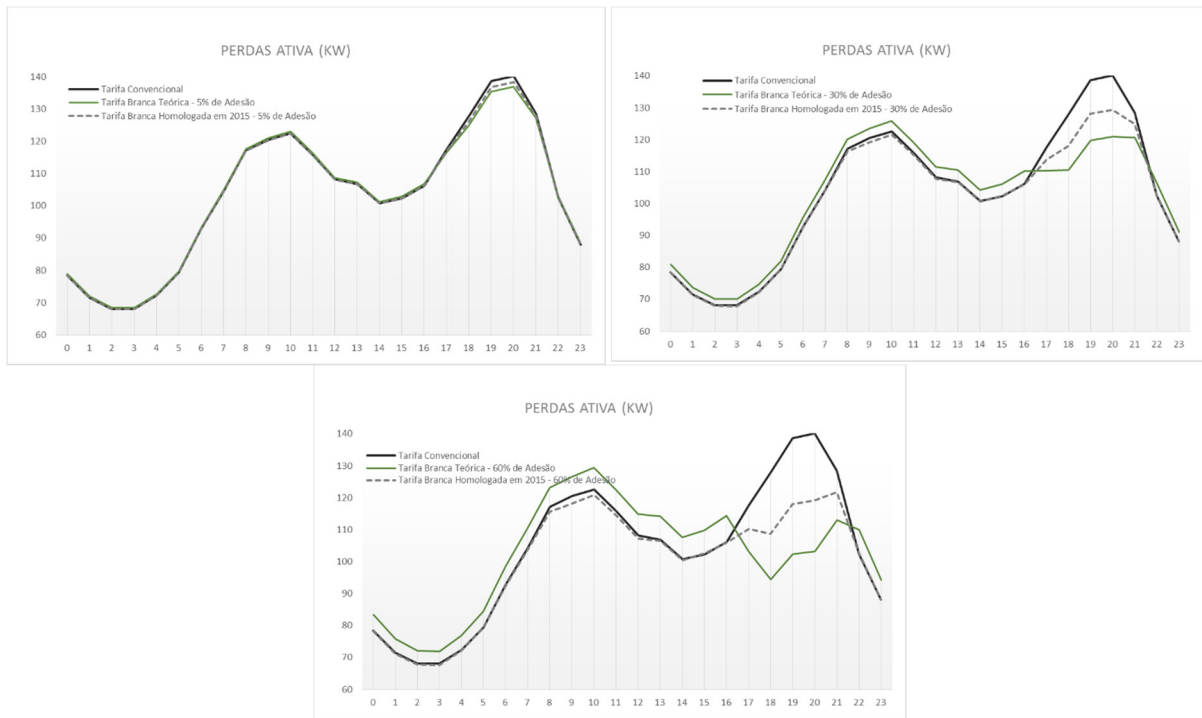 PERDAS ATIVA (KW)
140
130
120
110
100
90
80
70
60
Tarifa Convencional
Tarifa Branca Teórica - 5% de Adesão
Tarifa Branca Homologada em 2015 - 5% de Adesão
0 1 2 3 4 5 6 7 8 9 10 11 12 13 14 15 16 17 18 19 20 21 22 23
PERDAS ATIVA (KW)
140
130
120
110
100
90
80
70
60
Tarifa Convencional
Tarifa Branca Teórica - 30% de Adesão
Tarifa Branca Homologada em 2015 - 30% de Adesão
0 1 2 3 4 5 6 7 8 9 10 11 12 13 14 15 16 17 18 19 20 21 22 23
PERDAS ATIVA (KW)
140
130
120
110
100
90
80
70
60
Tarifa Convencional
Tarifa Branca Teórica - 60% de Adesão
Tarifa Branca Homologada em 2015 - 60% de Adesão
0 1 2 3 4 5 6 7 8 9 10 11 12 13 14 15 16 17 18 19 20 21 22 23